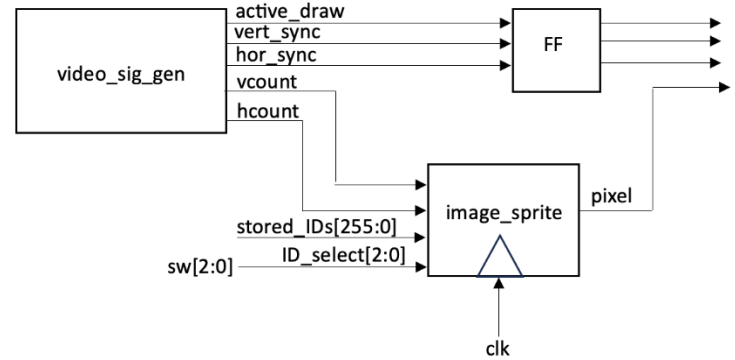 active_draw
vert_sync
hor_sync
vcount
hcount
video_sig_gen
FF
image_sprite
pixel
stored_IDs[255:0]
ID_select[2:0]
sw[2:0]
clk